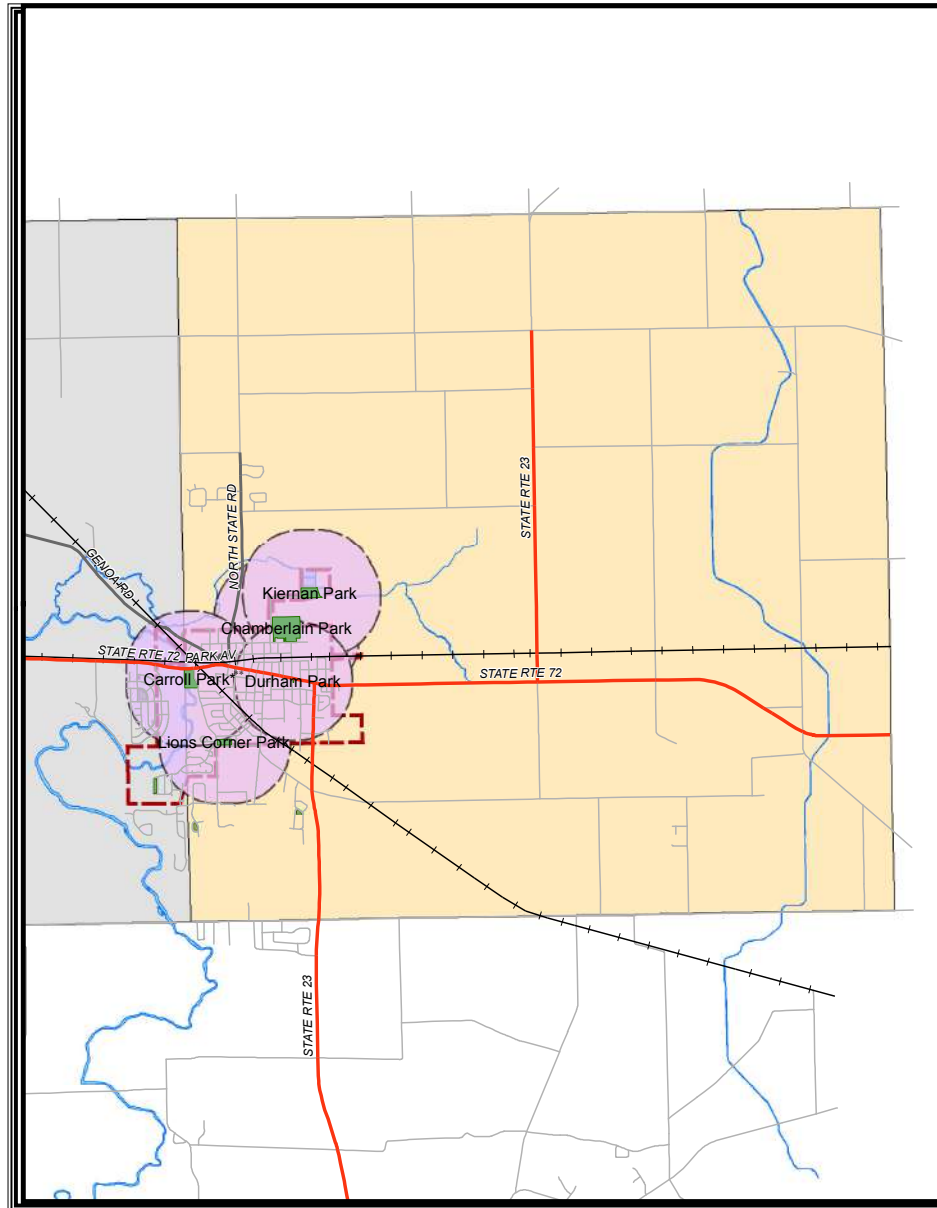 STATE RTE 23
NORTH STATE RD
GENOA RD
Kiernan Park
Chamberlain Park
STATE RTE 72
PARK AV
STATE RTE 72
Carroll Park*
Durham Park
Lions Corner Park
STATE RTE 23